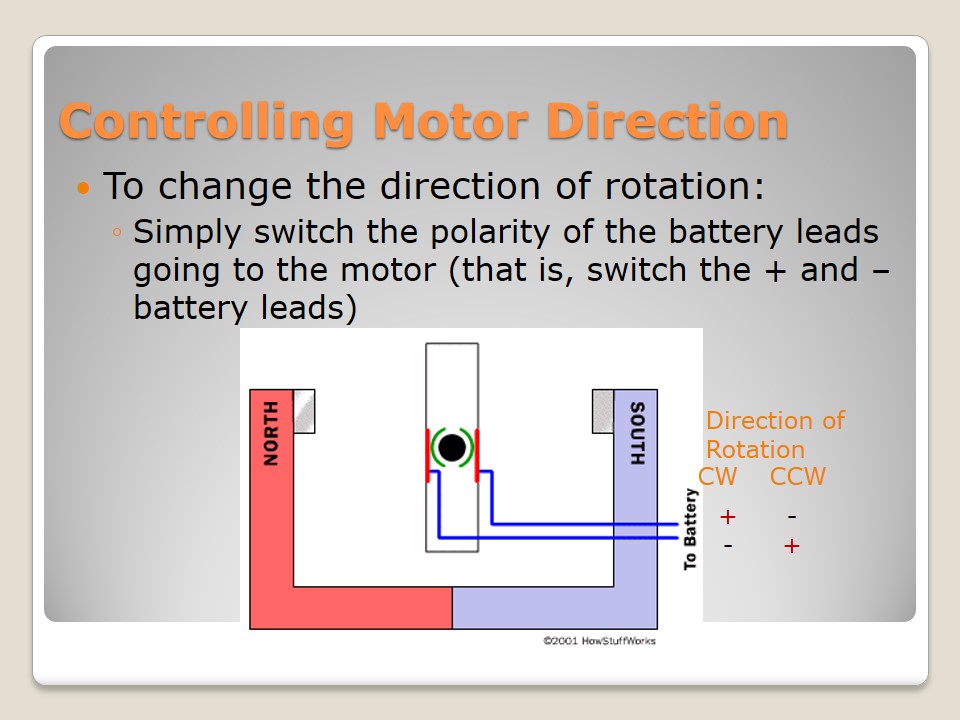 Controlling Motor Direction
To change the direction of rotation:
Simply switch the polarity of the battery leads
going to the motor (that is, switch the + and –
battery leads)
NORTH
SOUTH
To Battery
Direction of
Rotation
CW CCW
+ -
- +
©2001 HowStuffWorks